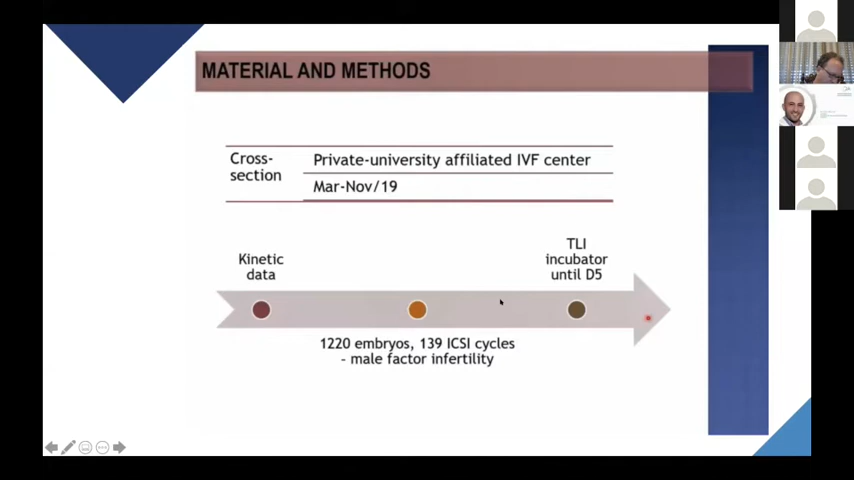 MATERIAL AND METHODS
Cross-
section
Private-university affiliated IVF center
Mar-Nov/19
Kinetic
data
TLI
incubator
until D5
1220 embryos, 139 ICSI cycles
- male factor infertility